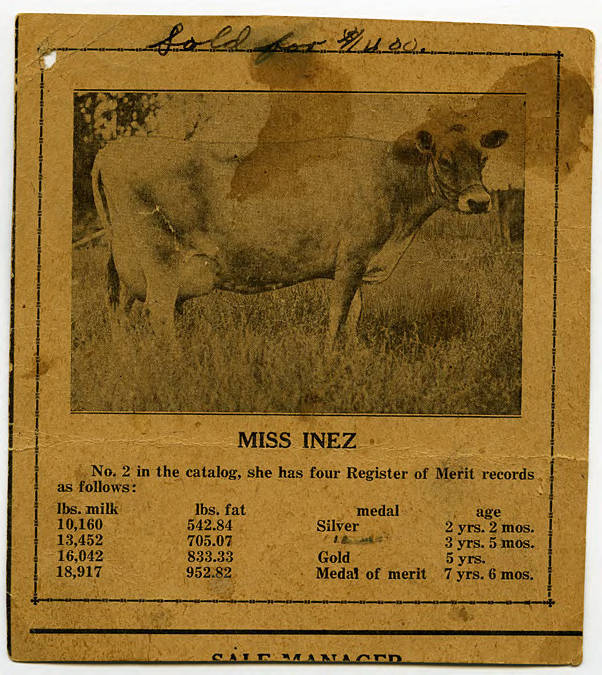 Sold for
MISS INEZ
No. 2 in the catalog, she has four Register of Merit records
as follows:
lbs. milk lbs. fat medal age
10,160 542.84 Silver 2 yrs. 2 mos.
13,452 705.07 3 yrs. 5 mos.
16,042 833.33 Gold 5 yrs.
18,917 952.82 Medal of merit 7 yrs. 6 mos.
SALE MANAGER